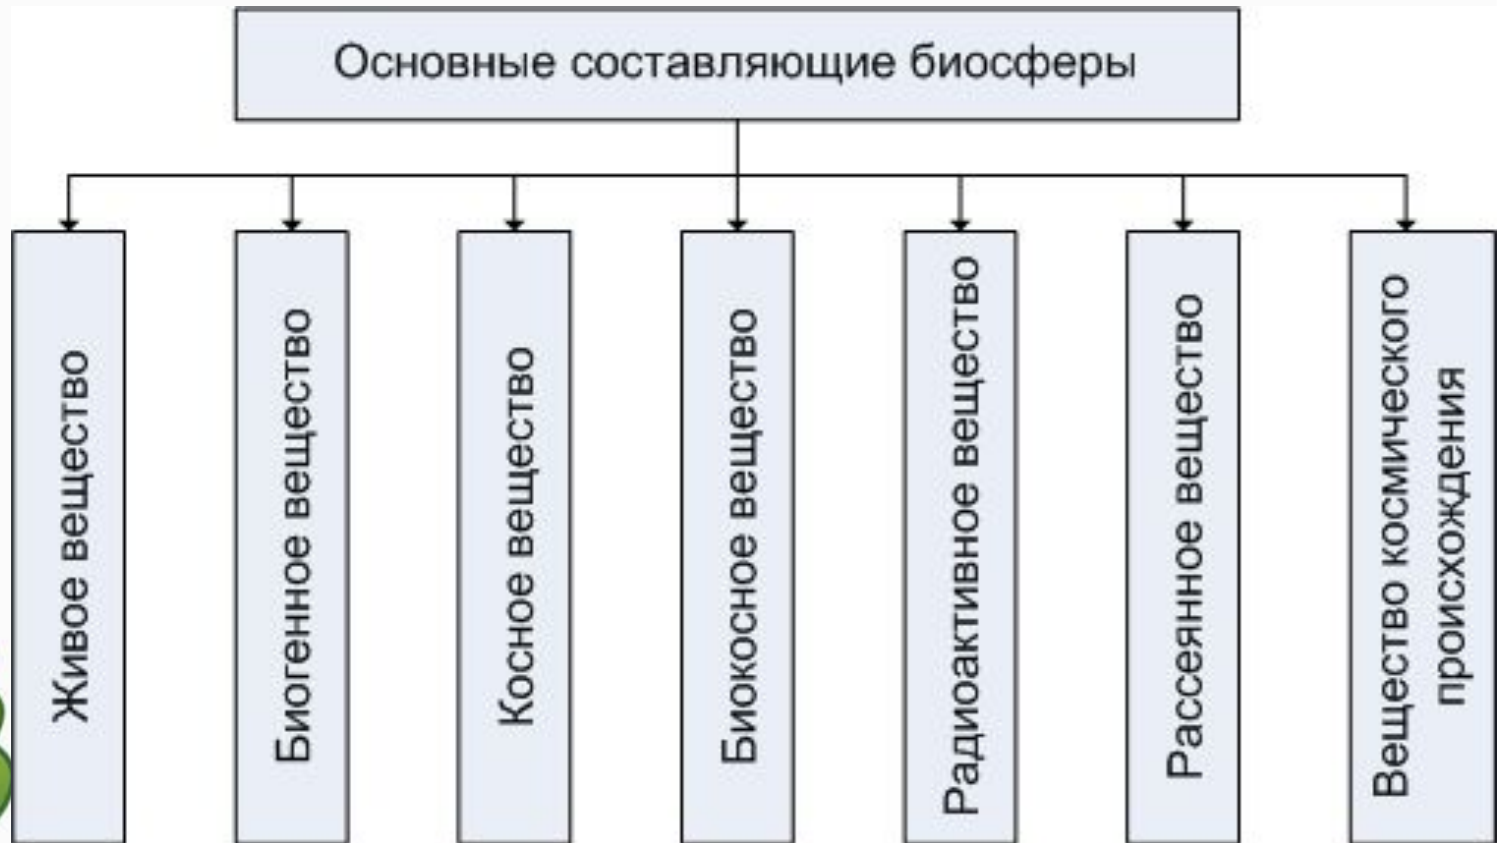 Основные составляющие биосферы
Живое вещество
Биогенное вещество
Косное вещество
Биокосное вещество
Радиоактивное вещество
Рассеянное вещество
Вещество космического
происхождения